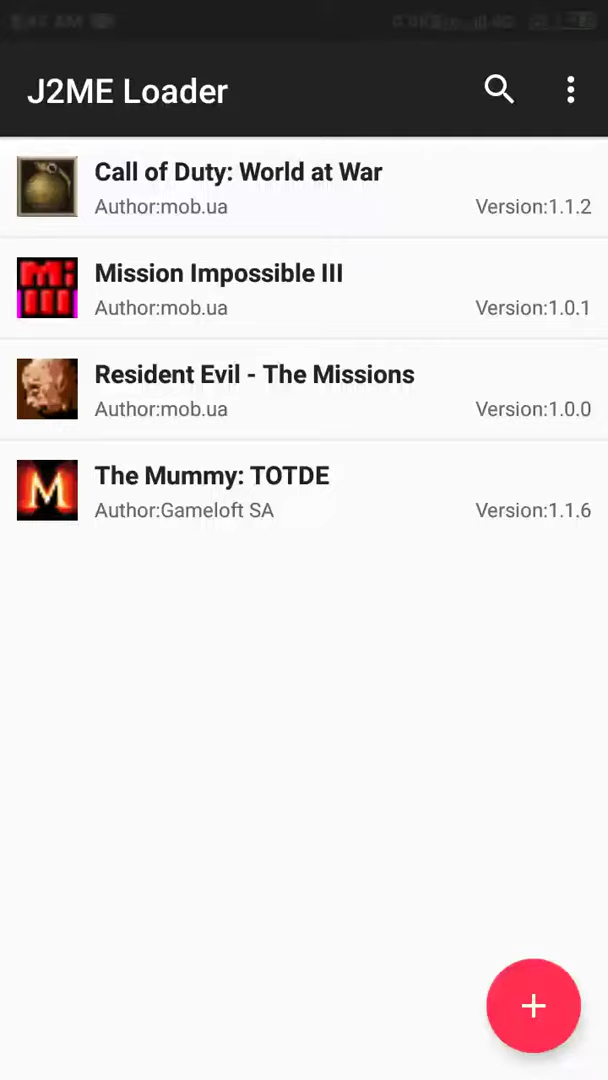 J2ME Loader
Call of Duty: World at War
Author:mob.ua Version:1.1.2
Mi
III
Mission Impossible III
Author:mob.ua Version:1.0.1
Resident Evil - The Missions
Author:mob.ua Version:1.0.0
M
The Mummy: TOTDE
Author:Gameloft SA Version:1.1.6